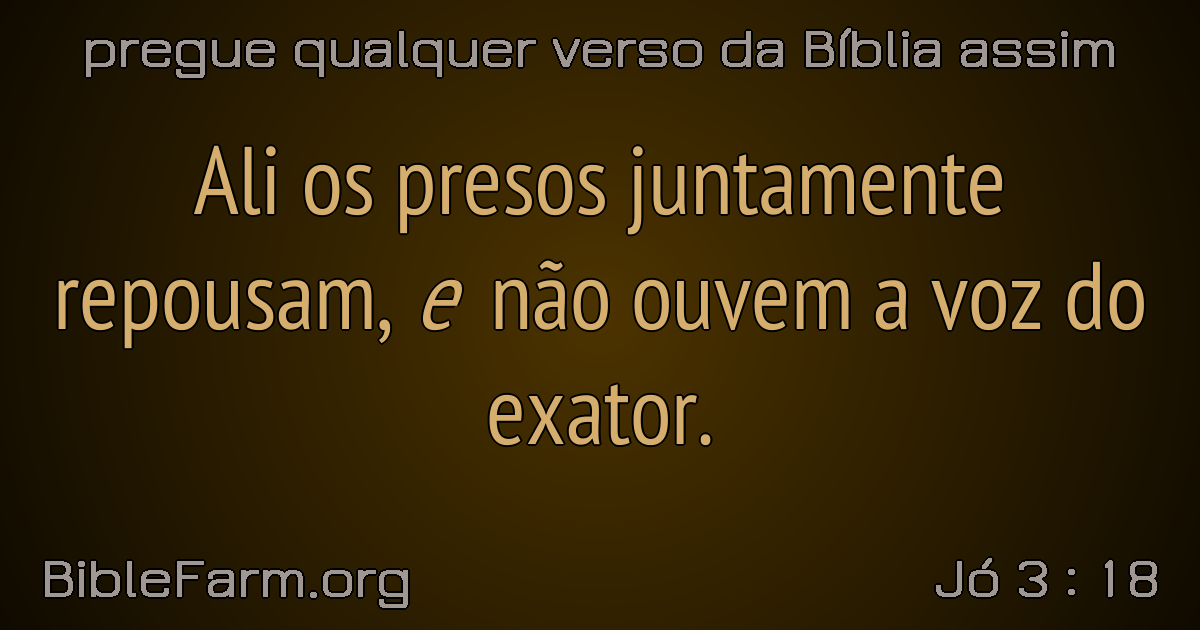 pregue qualquer verso da Bíblia assim
Ali os presos juntamente
repousam, e não ouvem a voz do
exator.
BibleFarm.org
Jó 3 : 18